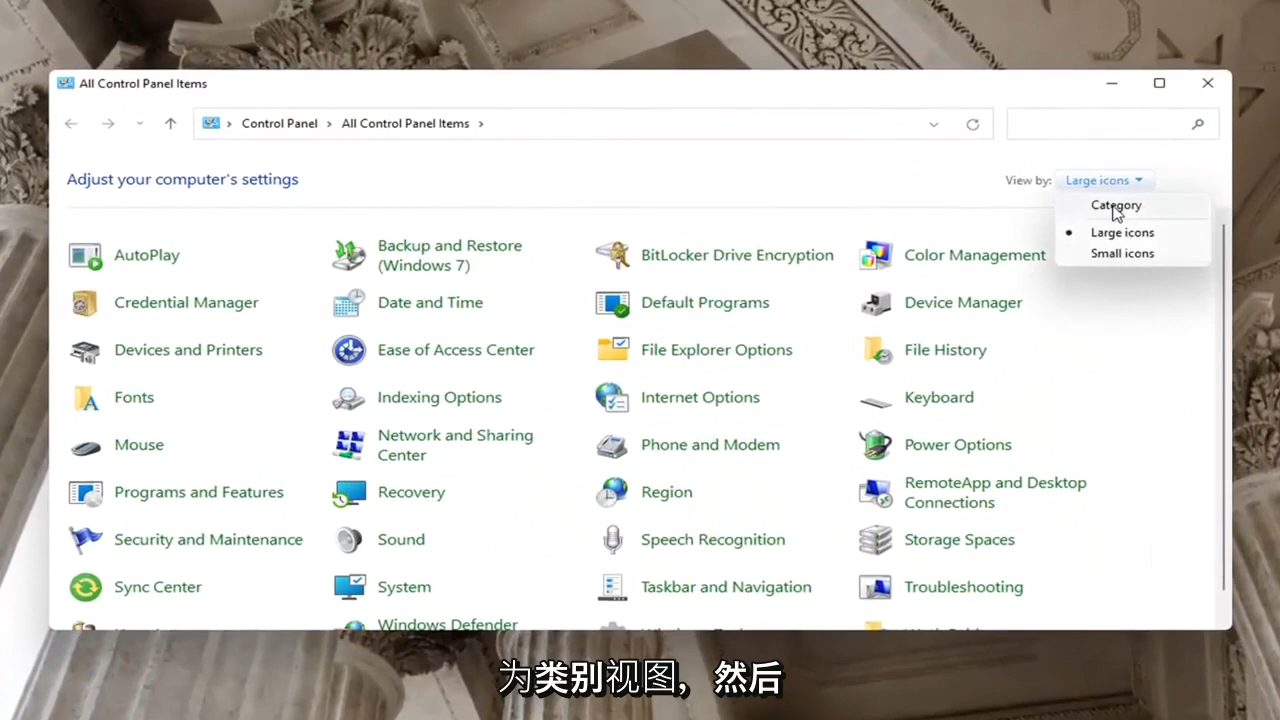 All Control Panel Items
Control Panel > All Control Panel Items >
Adjust your computer's settings
View by: Large icons
Category
Large icons
Small icons
AutoPlay
Backup and Restore
(Windows 7)
BitLocker Drive Encryption
Color Management
Credential Manager
Date and Time
Default Programs
Device Manager
Devices and Printers
Ease of Access Center
File Explorer Options
File History
Fonts
Indexing Options
Internet Options
Keyboard
Mouse
Network and Sharing
Center
Phone and Modem
Power Options
Programs and Features
Recovery
Region
RemoteApp and Desktop
Connections
Security and Maintenance
Sound
Speech Recognition
Storage Spaces
Sync Center
System
Taskbar and Navigation
Troubleshooting
Windows Defender
为类别视图，然后